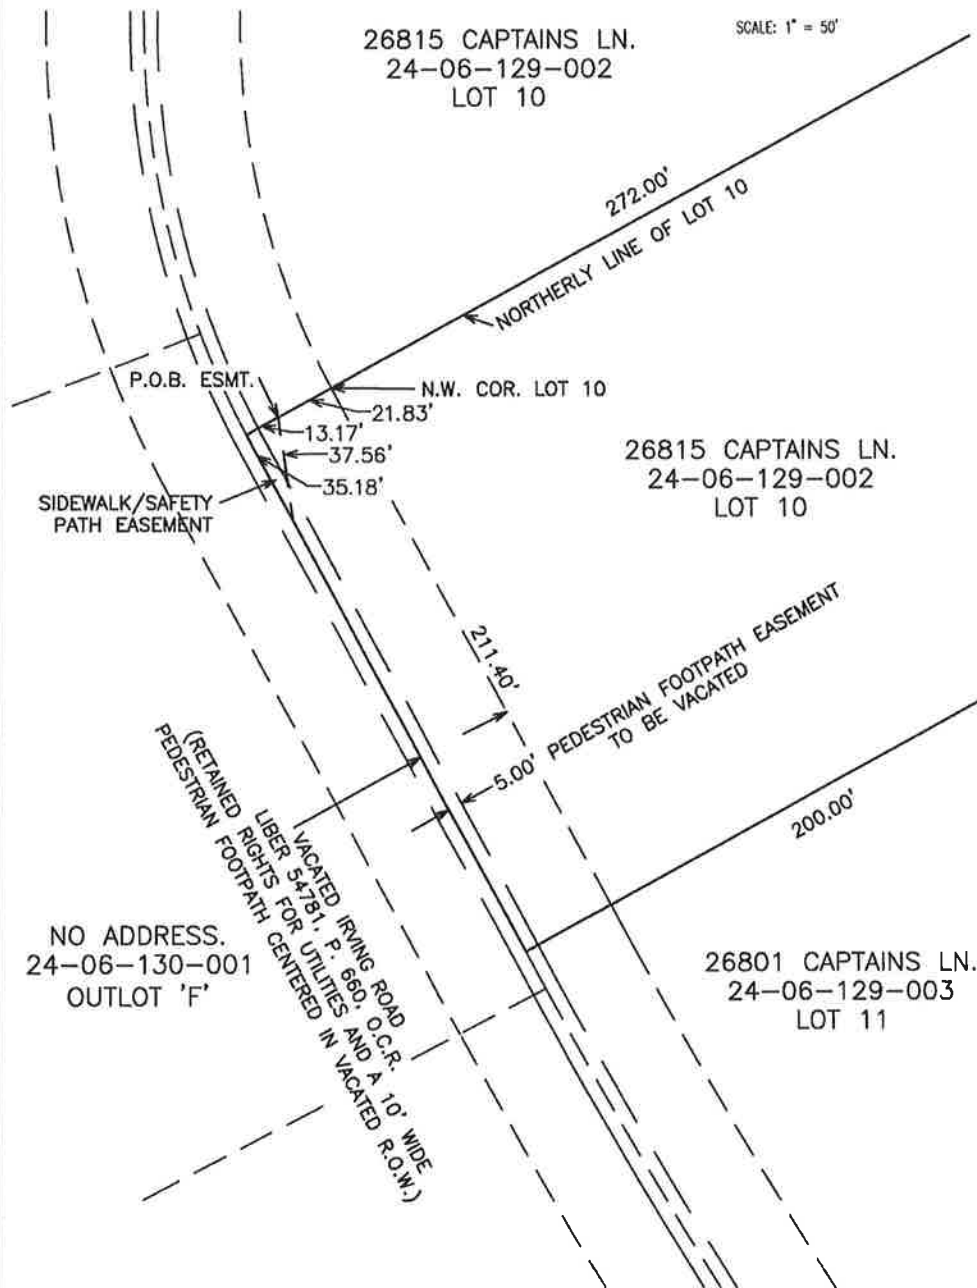 SCALE: 1" = 50'
26815 CAPTAINS LN.
24-06-129-002
LOT 10
272.00'
NORTHERLY LINE OF LOT 10
P.O.B. ESMT.
N.W. COR. LOT 10
21.83'
13.17'
37.56'
35.18'
SIDEWALK/SAFETY
PATH EASEMENT
26815 CAPTAINS LN.
24-06-129-002
LOT 10
211.40'
5.00' PEDESTRIAN FOOTPATH EASEMENT
TO BE VACATED
200.00'
VACATED IRVING ROAD
LIBER 54781, P. 660, O.C.R.
(RETAINED RIGHTS FOR UTILITIES AND A 10' WIDE
PEDESTRIAN FOOTPATH CENTERED IN VACATED R.O.W.)
NO ADDRESS.
24-06-130-001
OUTLOT 'F'
26801 CAPTAINS LN.
24-06-129-003
LOT 11